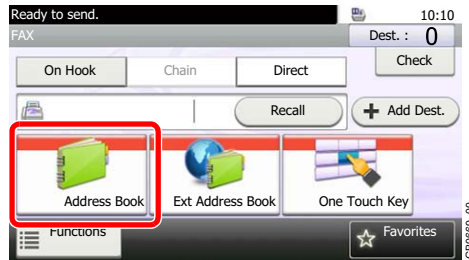 Ready to send.
10:10
FAX
Dest. : 0
On Hook
Chain
Direct
Check
Recall
Add Dest.
Address Book
Ext Address Book
One Touch Key
Functions
Favorites